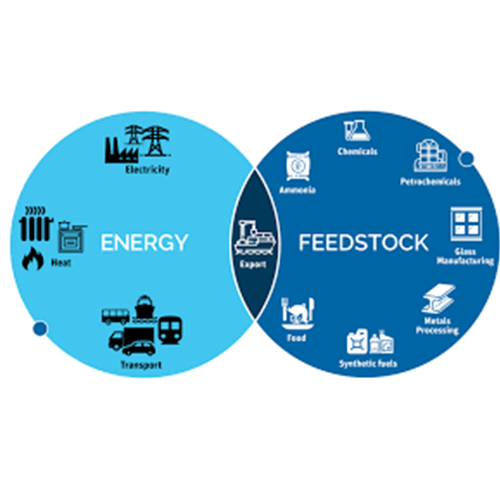 Electricity
ENERGY
Heat
Transport
Export
FEEDSTOCK
Chemicals
Ammonia
Petrochemicals
Glass
Manufacturing
Metals
Processing
Synthetic fuels
Food